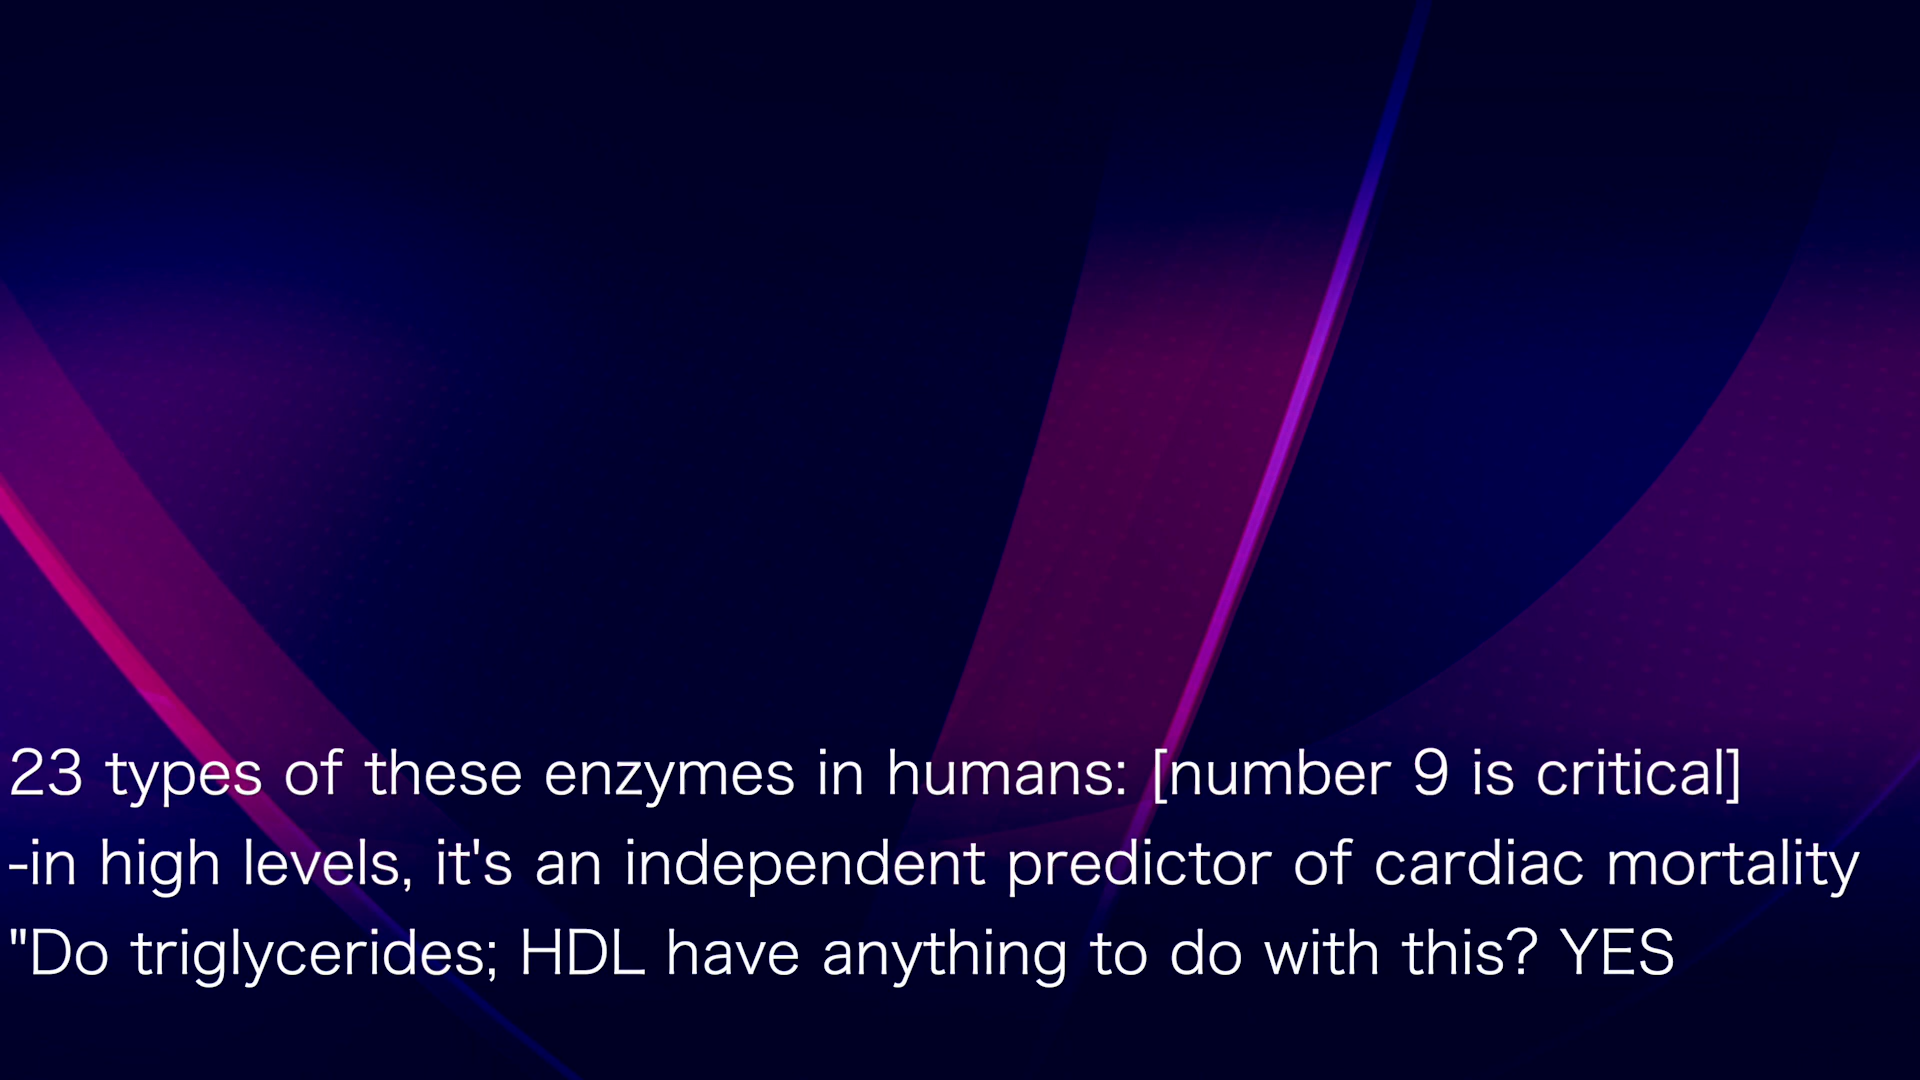 23 types of these enzymes in humans: [number 9 is critical]
-in high levels, it's an independent predictor of cardiac mortality
"Do triglycerides; HDL have anything to do with this? YES